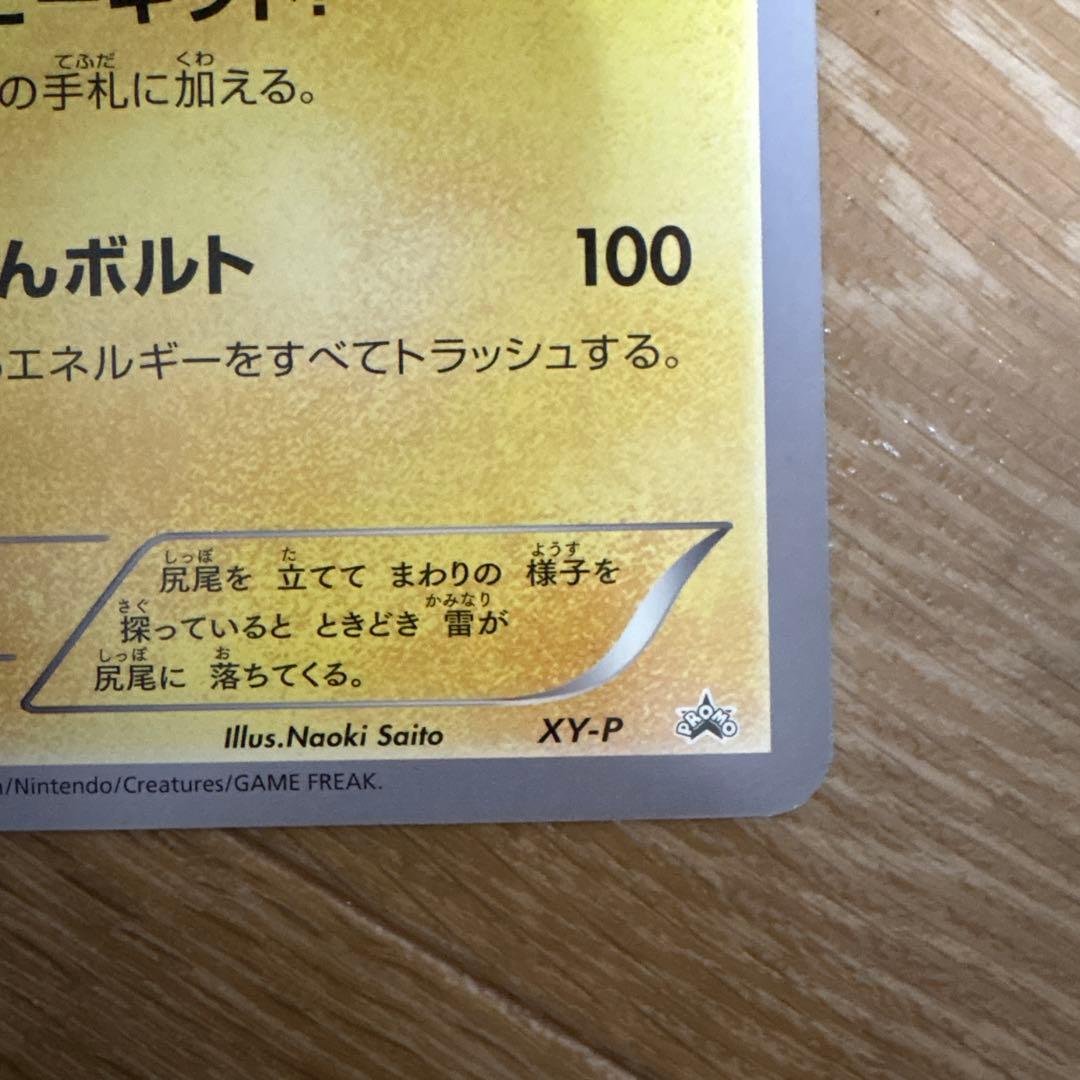 の手札に加える。
んボルト 100
エネルギーをすべてトラッシュする。
尻尾を 立てて まわりの 様子を
探っていると ときどき 雷が
尻尾に 落ちてくる。
Illus.Naoki Saito XY-P PROMO
/Nintendo/Creatures/GAME FREAK.